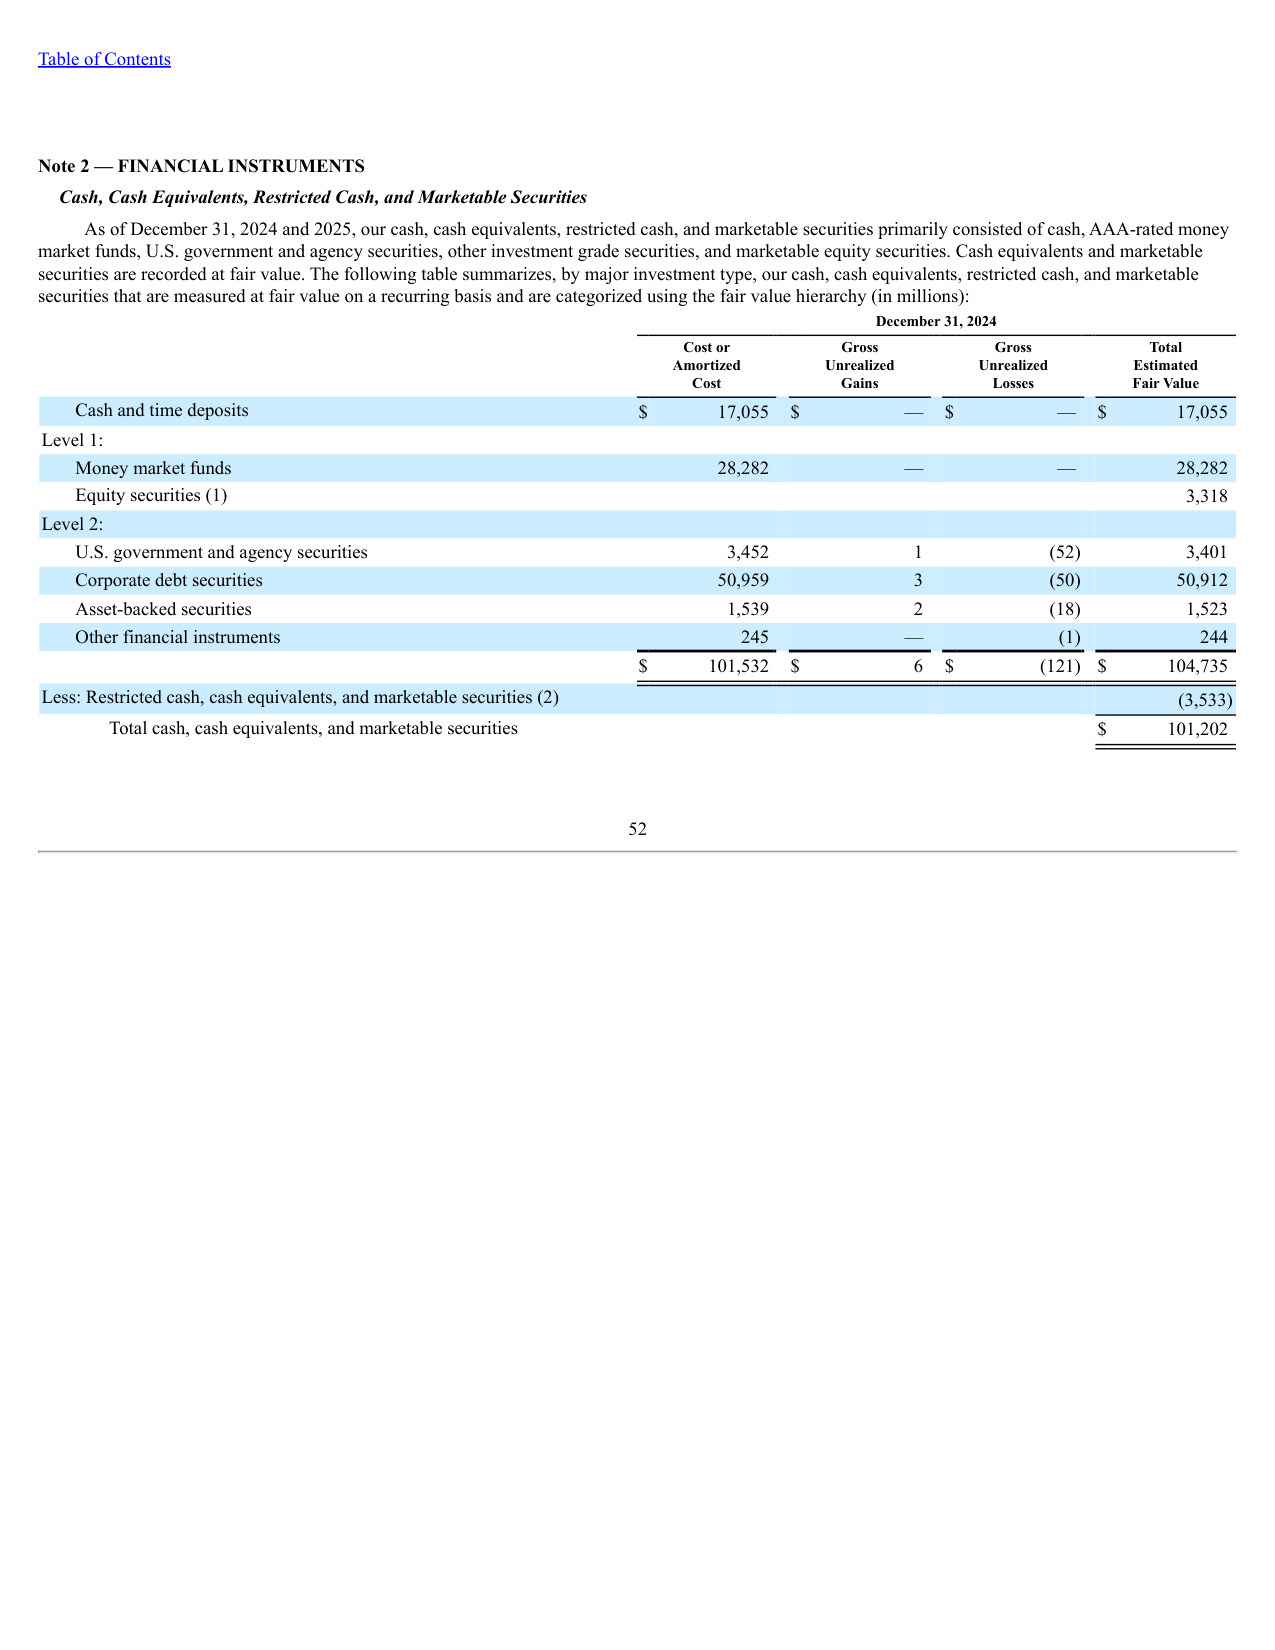 Table of Contents
Note 2 — FINANCIAL INSTRUMENTS
Cash, Cash Equivalents, Restricted Cash, and Marketable Securities
As of December 31, 2024 and 2025, our cash, cash equivalents, restricted cash, and marketable securities primarily consisted of cash, AAA-rated money
market funds, U.S. government and agency securities, other investment grade securities, and marketable equity securities. Cash equivalents and marketable
securities are recorded at fair value. The following table summarizes, by major investment type, our cash, cash equivalents, restricted cash, and marketable
securities that are measured at fair value on a recurring basis and are categorized using the fair value hierarchy (in millions):
December 31, 2024
Cost or Gross Gross Total
Amortized Unrealized Unrealized Estimated
Cost Gains Losses Fair Value
Cash and time deposits $ 17,055 $ — $ — $ 17,055
Level 1:
Money market funds 28,282 — — 28,282
Equity securities (1) 3,318
Level 2:
U.S. government and agency securities 3,452 1 (52) 3,401
Corporate debt securities 50,959 3 (50) 50,912
Asset-backed securities 1,539 2 (18) 1,523
Other financial instruments 245 — (1) 244
$ 101,532 $ 6 $ (121) $ 104,735
Less: Restricted cash, cash equivalents, and marketable securities (2) (3,533)
Total cash, cash equivalents, and marketable securities $ 101,202
52